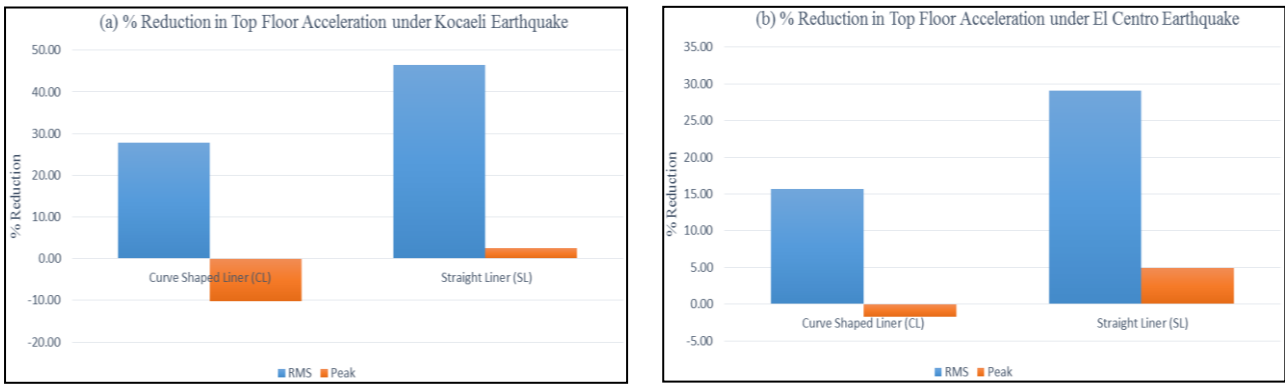 (a) % Reduction in Top Floor Acceleration under Kocaeli Earthquake
50.00
40.00
30.00
20.00
10.00
0.00
-10.00
-20.00
% Reduction
Curve Shaped Liner (CL)
Straight Liner (SL)
RMS
Peak
(b) % Reduction in Top Floor Acceleration under El Centro Earthquake
35.00
30.00
25.00
20.00
15.00
10.00
5.00
0.00
-5.00
% Reduction
Curve Shaped Liner (CL)
Straight Liner (SL)
RMS
Peak